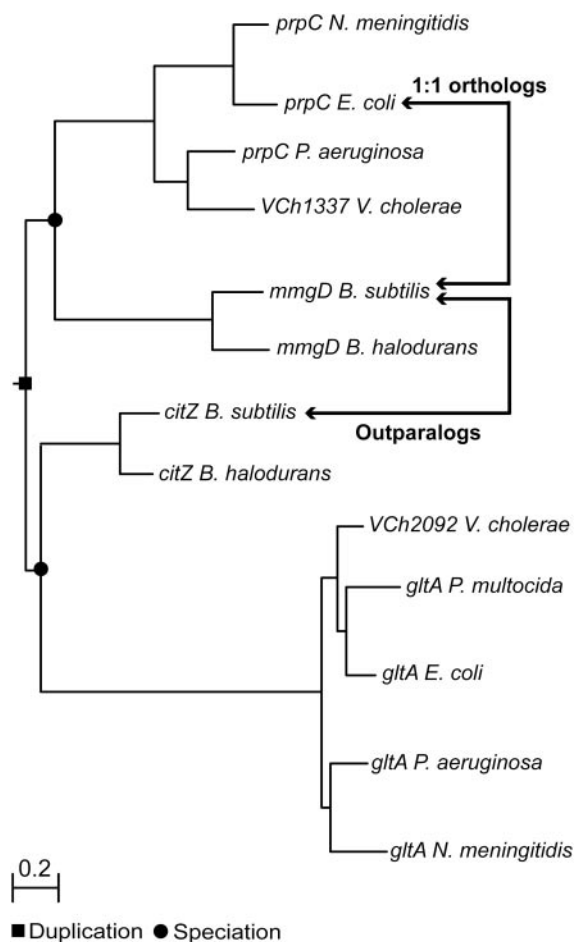 prpC N. meningitidis
1:1 orthologs
prpC E. coli
prpC P. aeruginosa
VCh1337 V. cholerae
mmgD B. subtilis
mmgD B. halodurans
citZ B. subtilis
Outparalogs
citZ B. halodurans
VCh2092 V. cholerae
gltA P. multocida
gltA E. coli
gltA P. aeruginosa
gltA N. meningitidis
0.2
Duplication Speciation